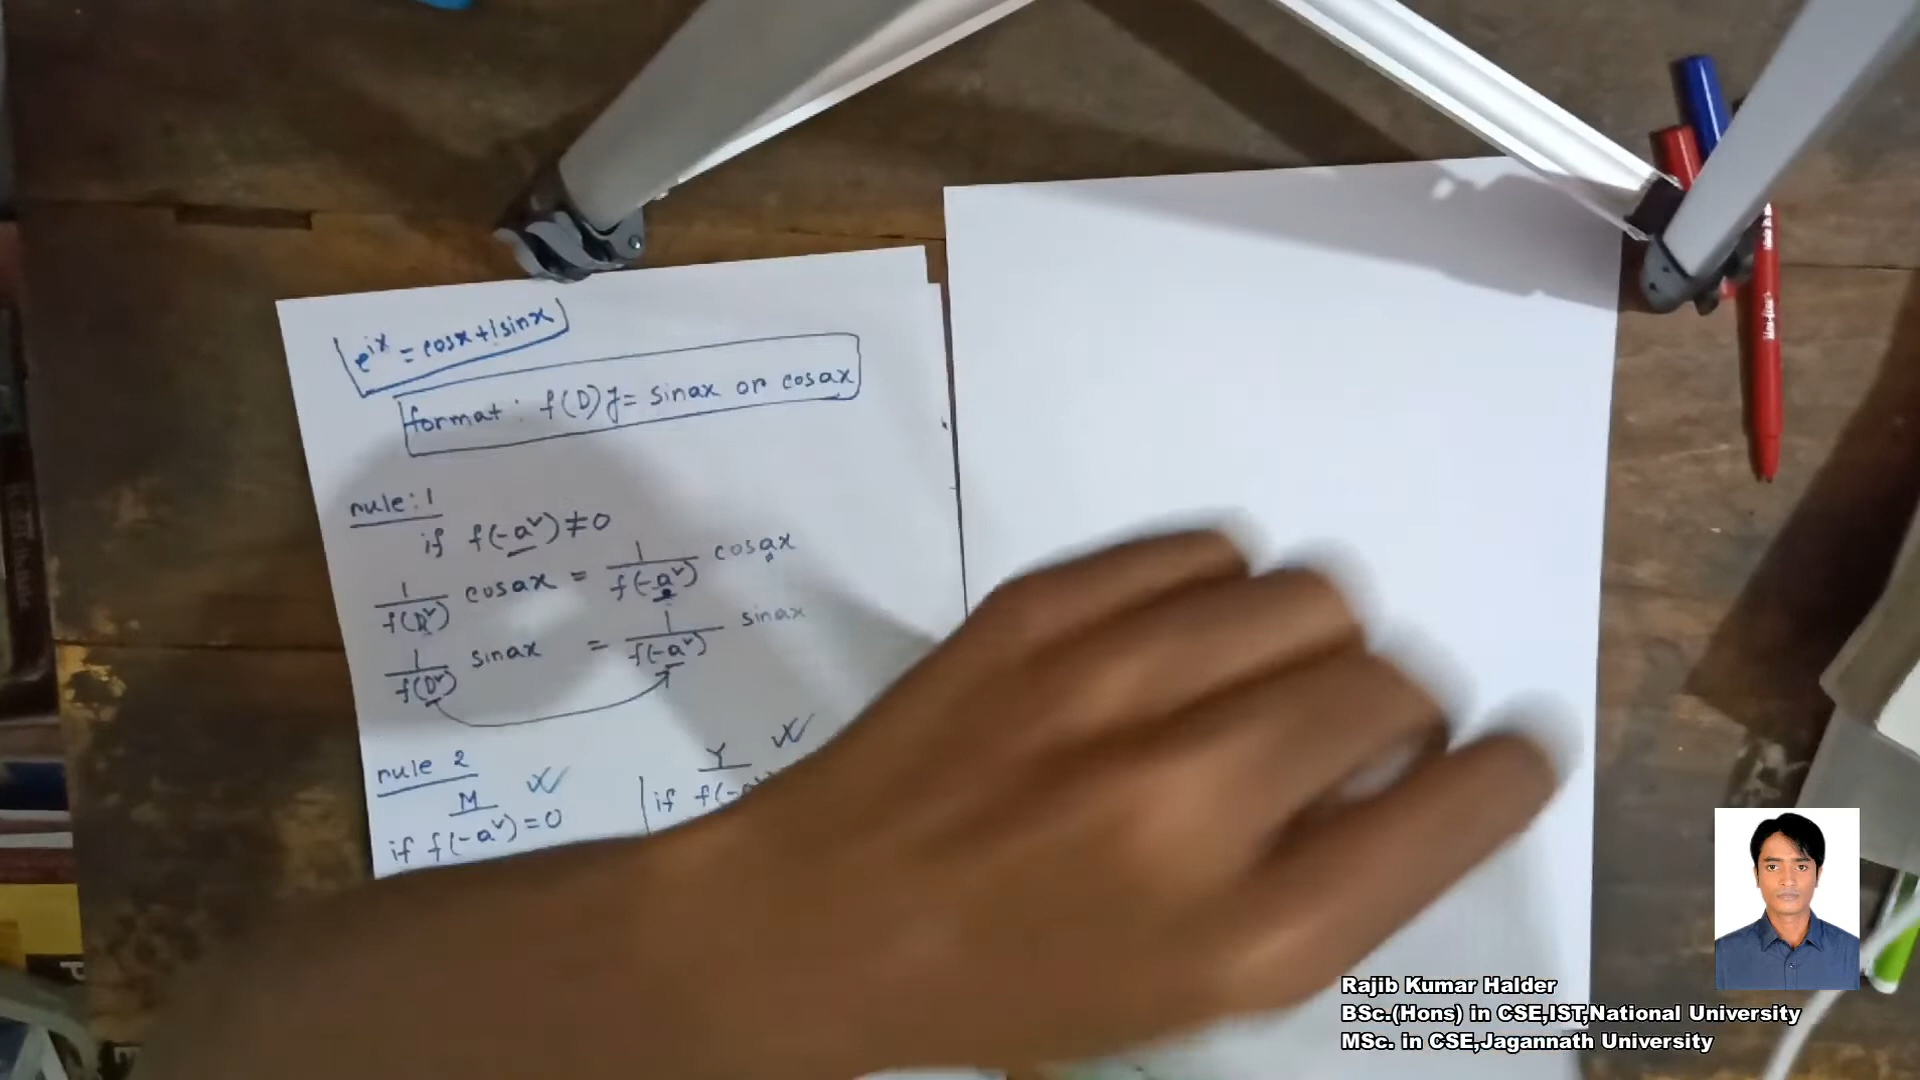 e^ix = cosx+isinx
format: f(D)y= sinax or cosax
rule:1
if f(-a²)≠0
1/f(D²) cosax = 1/f(-a²) cosax
1/f(D²) sinax = 1/f(-a²) sinax
rule 2
M
if f(-a²)=0
Y
if
Rajib Kumar Halder
BSc.(Hons) in CSE,IST,National University
MSc. in CSE,Jagannath University